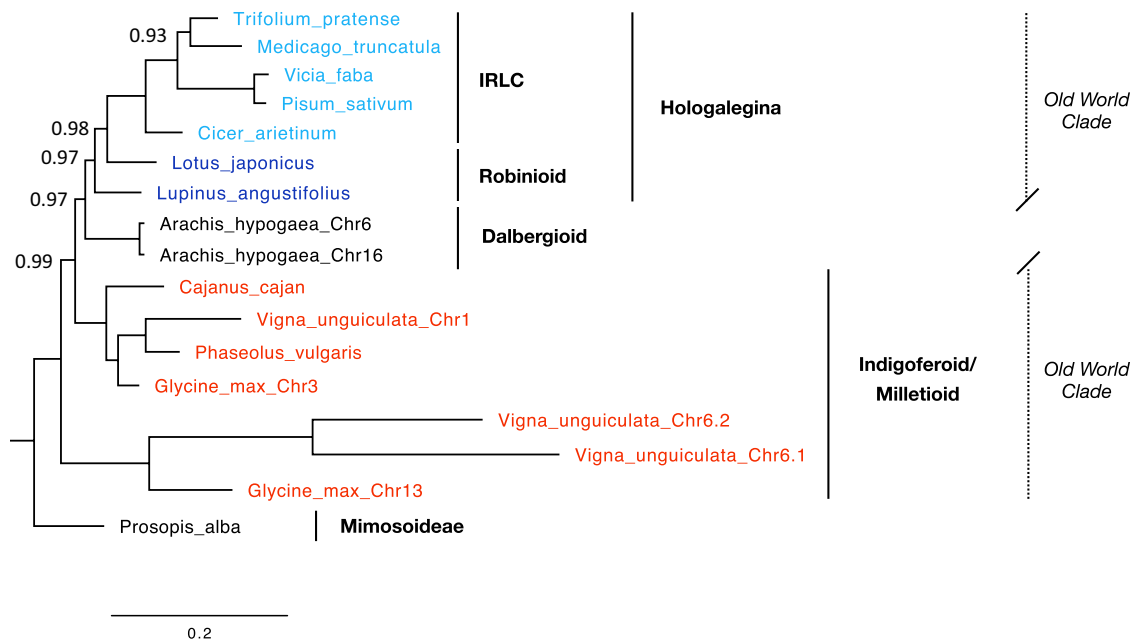 Trifolium_pratense
0.93
Medicago_truncatula
Vicia_faba
IRLC
Pisum_sativum
Hologalegina
Old World
Clade
0.98
Cicer_arietinum
0.97
Lotus_japonicus
Robinioid
0.97
Lupinus_angustifolius
Arachis_hypogaea_Chr6
Dalbergioid
Arachis_hypogaea_Chr16
0.99
Cajanus_cajan
Vigna_unguiculata_Chr1
Phaseolus_vulgaris
Indigoferoid/
Milletioid
Old World
Clade
Glycine_max_Chr3
Vigna_unguiculata_Chr6.2
Vigna_unguiculata_Chr6.1
Glycine_max_Chr13
Prosopis_alba
Mimosoideae
0.2